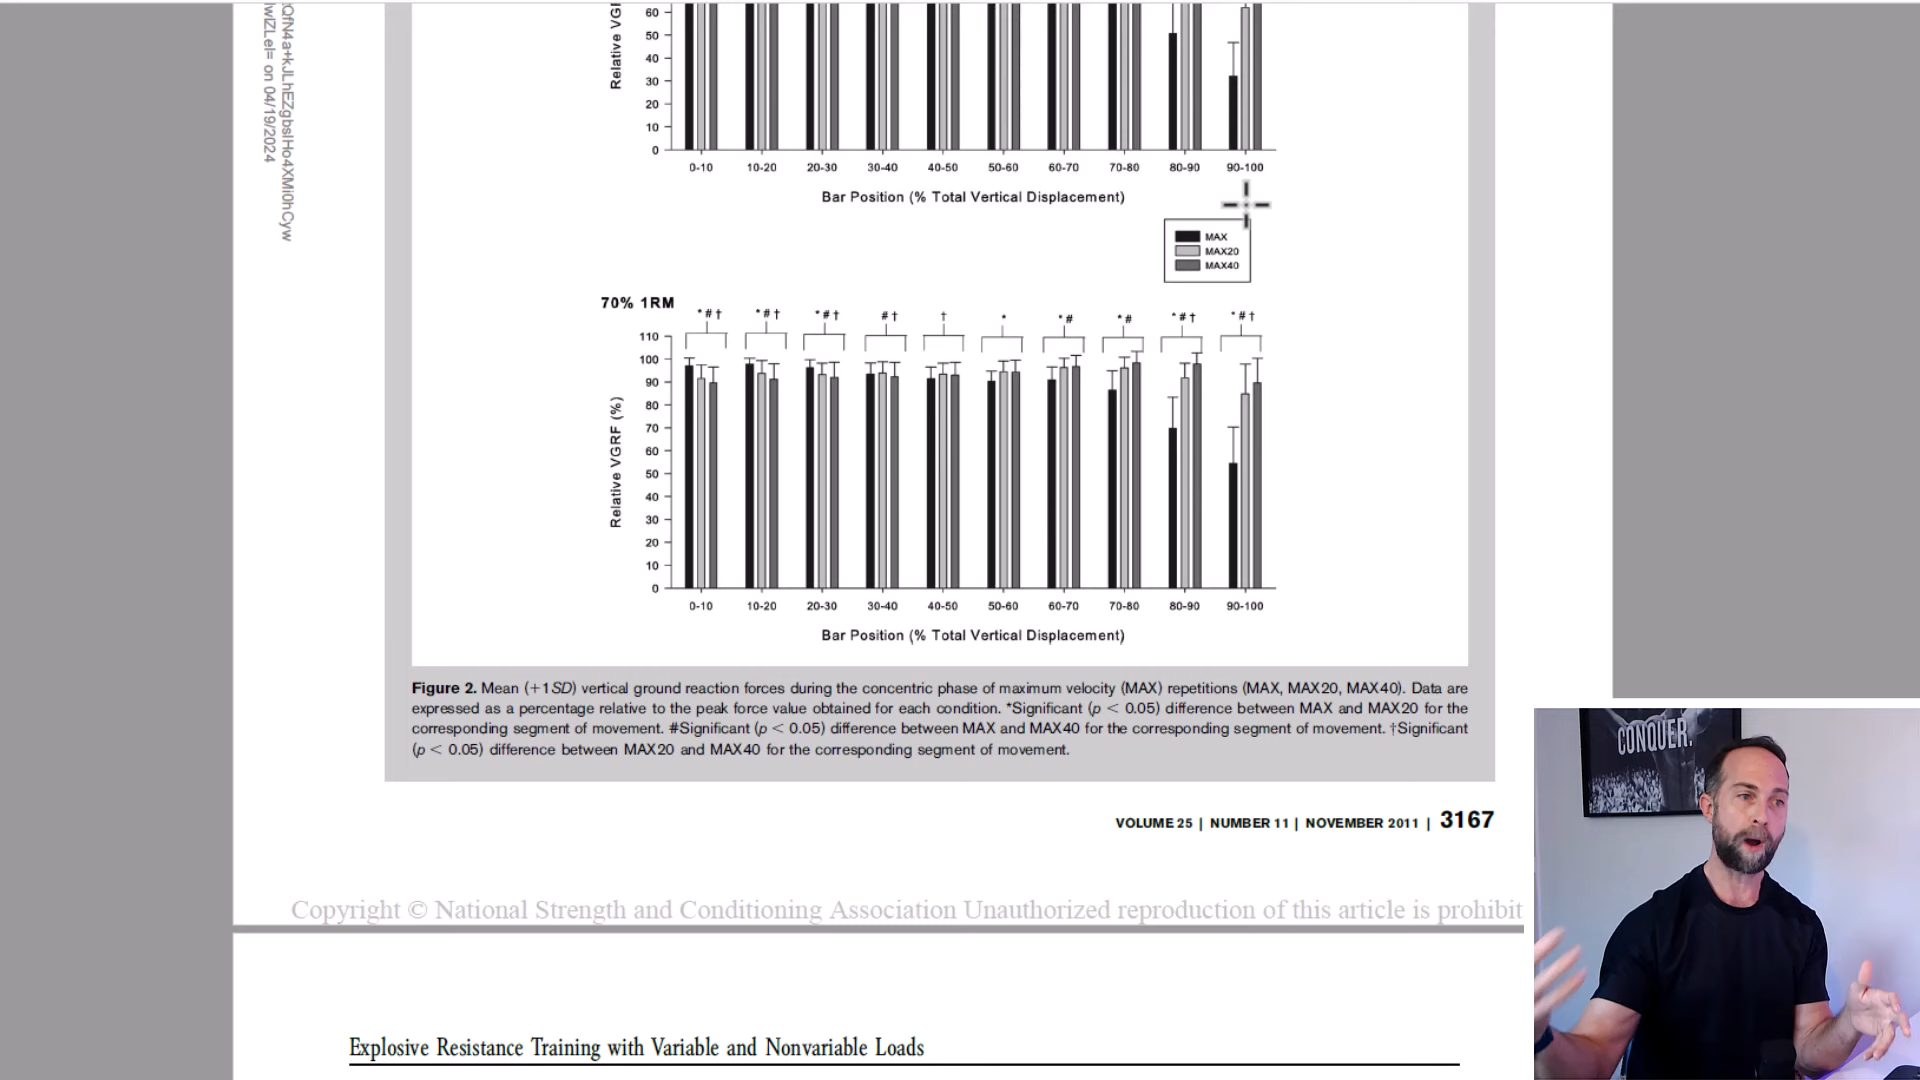 :QfN4a+kJLhEZgbsIHo4XMi0hCyw
wIZLeI= on 04/19/2024
Relative VGRF
60
50
40
30
20
10
0
0-10 10-20 20-30 30-40 40-50 50-60 60-70 70-80 80-90 90-100
Bar Position (% Total Vertical Displacement)
MAX
MAX20
MAX40
70% 1RM
*#† *#† *#† #† † * *# *# *#† *#†
Relative VGRF (%)
110
100
90
80
70
60
50
40
30
20
10
0
0-10 10-20 20-30 30-40 40-50 50-60 60-70 70-80 80-90 90-100
Bar Position (% Total Vertical Displacement)
Figure 2. Mean (+1SD) vertical ground reaction forces during the concentric phase of maximum velocity (MAX) repetitions (MAX, MAX20, MAX40). Data are
expressed as a percentage relative to the peak force value obtained for each condition. *Significant (p < 0.05) difference between MAX and MAX20 for the
corresponding segment of movement. #Significant (p < 0.05) difference between MAX and MAX40 for the corresponding segment of movement. †Significant
(p < 0.05) difference between MAX20 and MAX40 for the corresponding segment of movement.
VOLUME 25 | NUMBER 11 | NOVEMBER 2011 | 3167
Copyright © National Strength and Conditioning Association Unauthorized reproduction of this article is prohibit
Explosive Resistance Training with Variable and Nonvariable Loads
CONQUER.